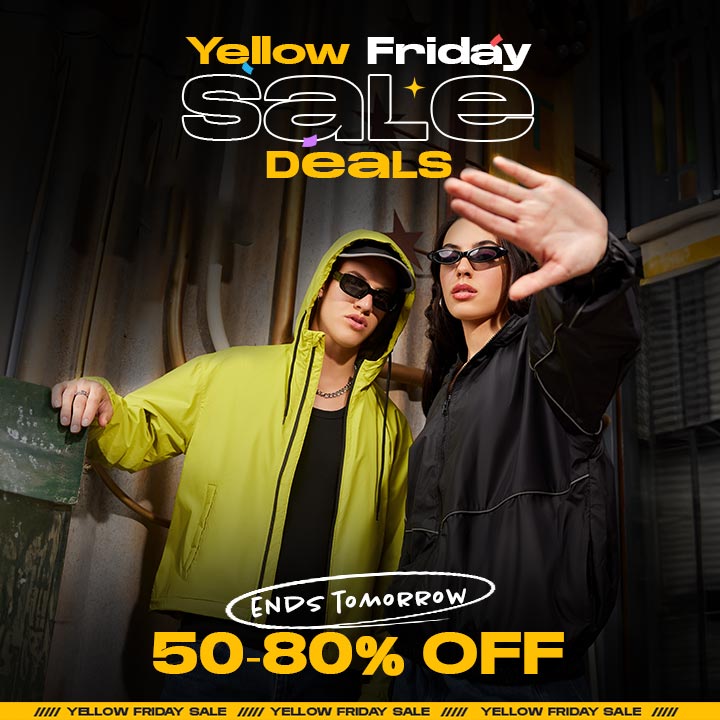 Yellow Friday
Sale
Deals
ENDS TOMORROW
50-80% OFF
///// YELLOW FRIDAY SALE ///// YELLOW FRIDAY SALE ///// YELLOW FRIDAY SALE /////